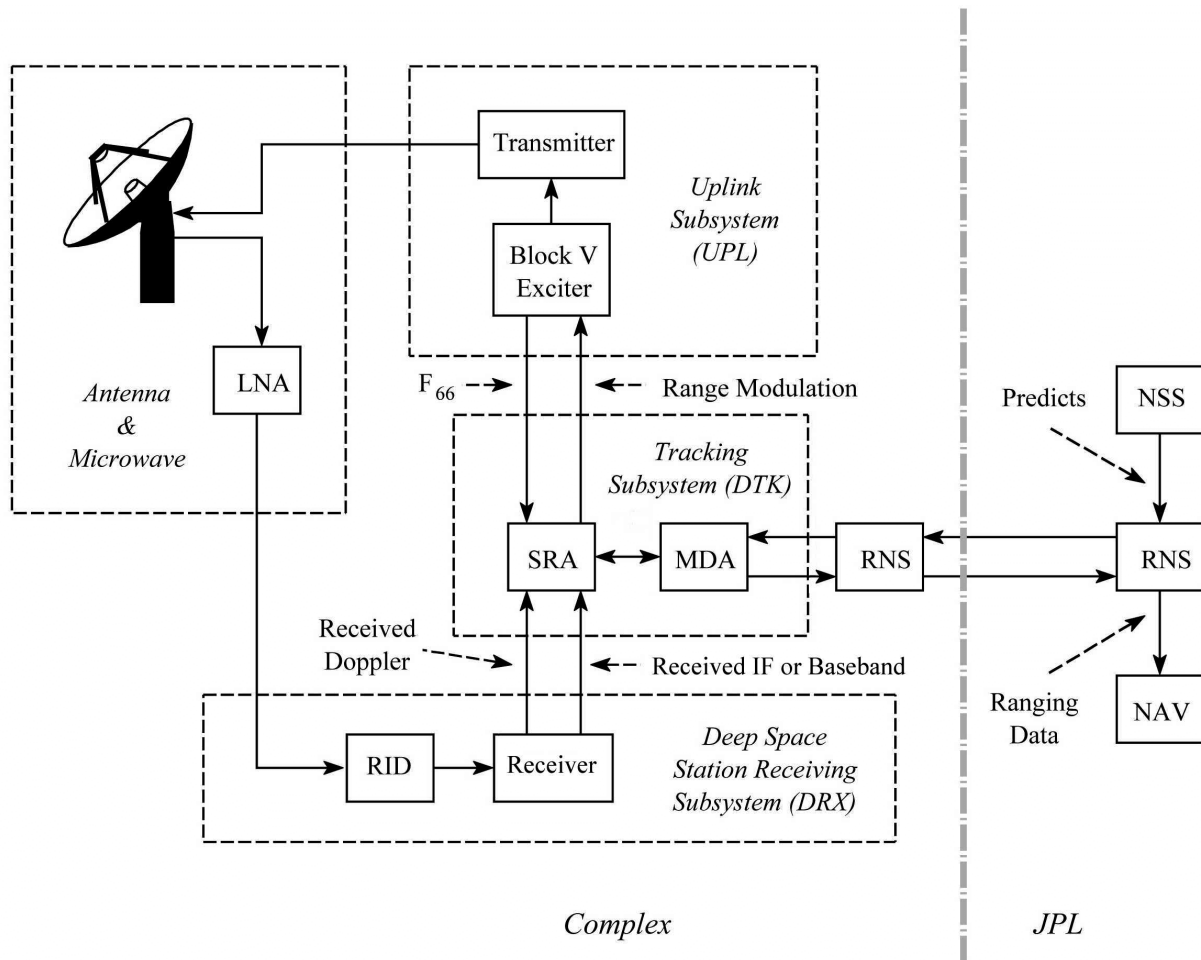 Transmitter
Uplink
Subsystem
(UPL)
Block V
Exciter
LNA
Antenna
&
Microwave
F66
Range Modulation
Predicts
NSS
Tracking
Subsystem (DTK)
SRA
MDA
RNS
RNS
Received
Doppler
Received IF or Baseband
Ranging
Data
NAV
RID
Receiver
Deep Space
Station Receiving
Subsystem (DRX)
Complex
JPL